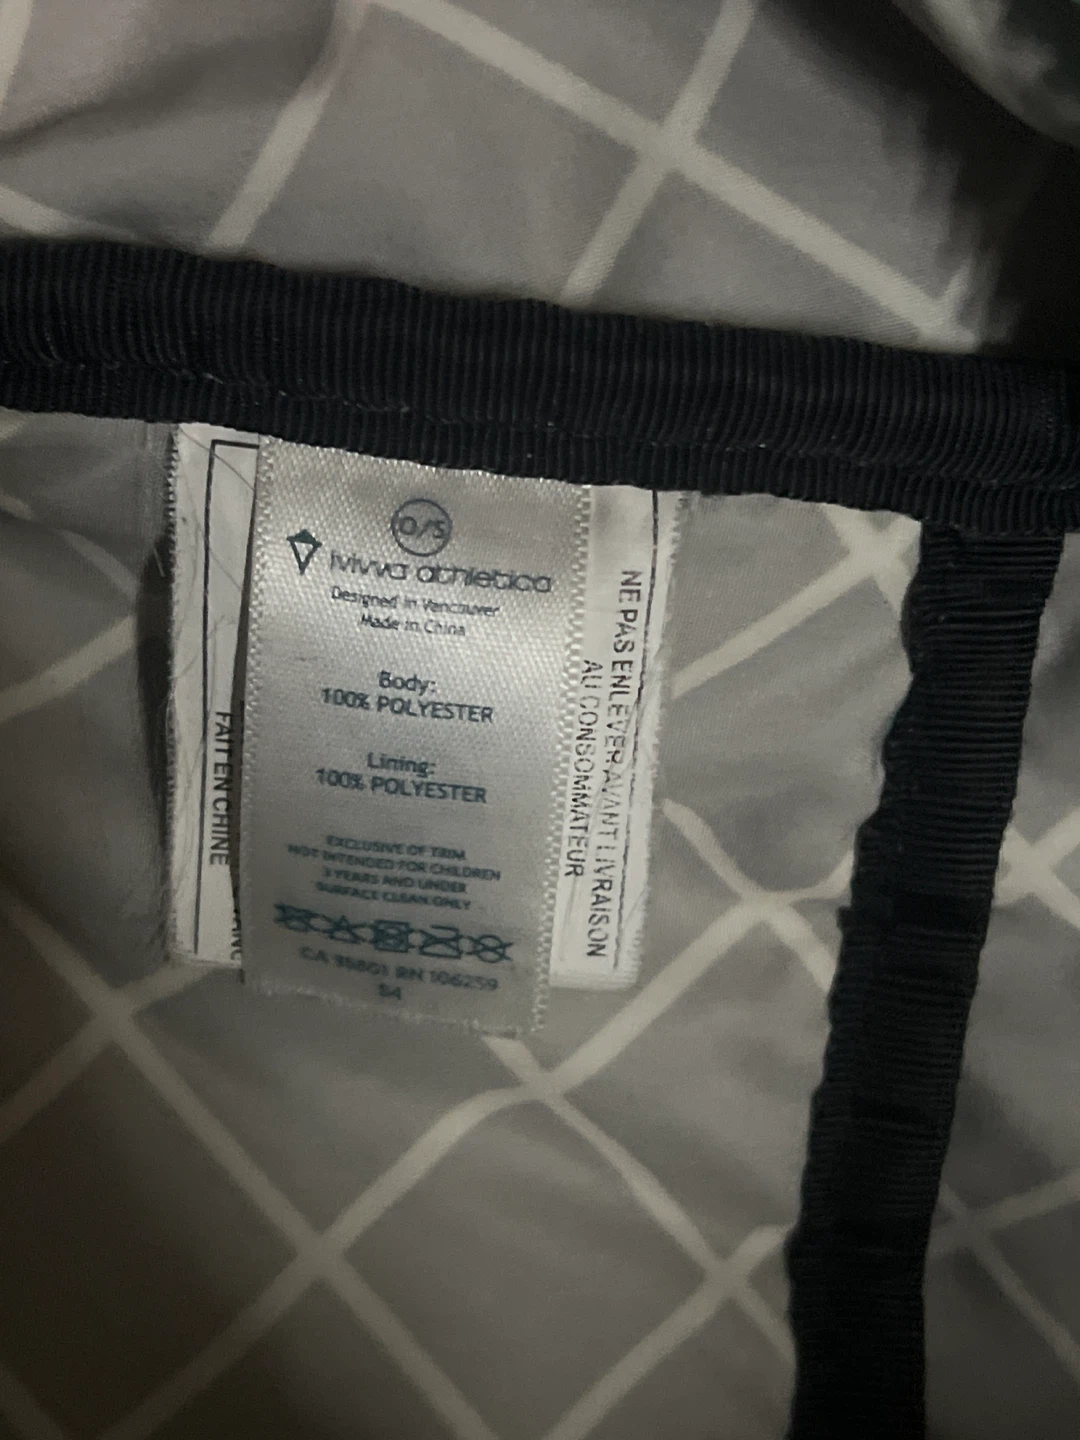 O/S
ivivva athletica
Designed in Vancouver
Made in China
Body:
100% POLYESTER
Lining:
100% POLYESTER
EXCLUSIVE OF TRIM
NOT INTENDED FOR CHILDREN
3 YEARS AND UNDER
SURFACE CLEAN ONLY
CA 35801 RN 106259
S4
FAIT EN CHINE
NE PAS ENLEVER AVANT LIVRAISON
AU CONSOMMATEUR